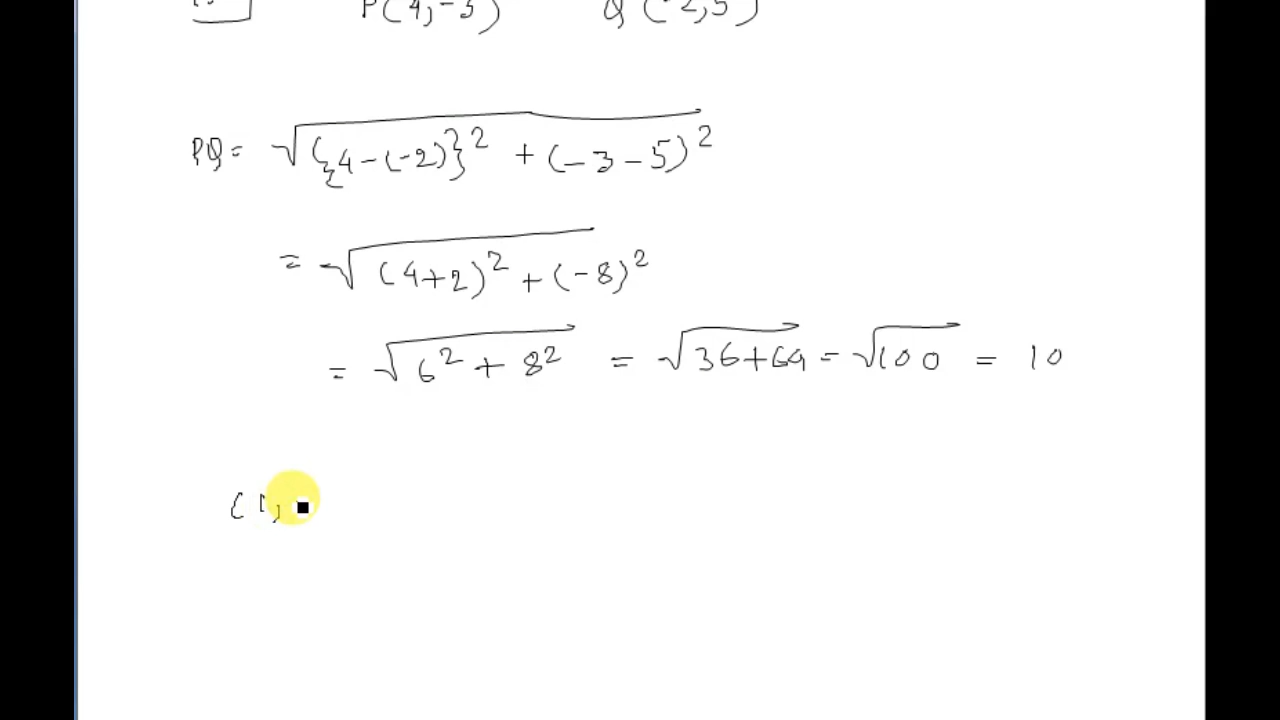 P(4,-3) Q(-2,5)
PQ = √{4-(-2)}² + (-3-5)²
= √(4+2)² + (-8)²
= √6² + 8² = √36+64 = √100 = 10
(1,